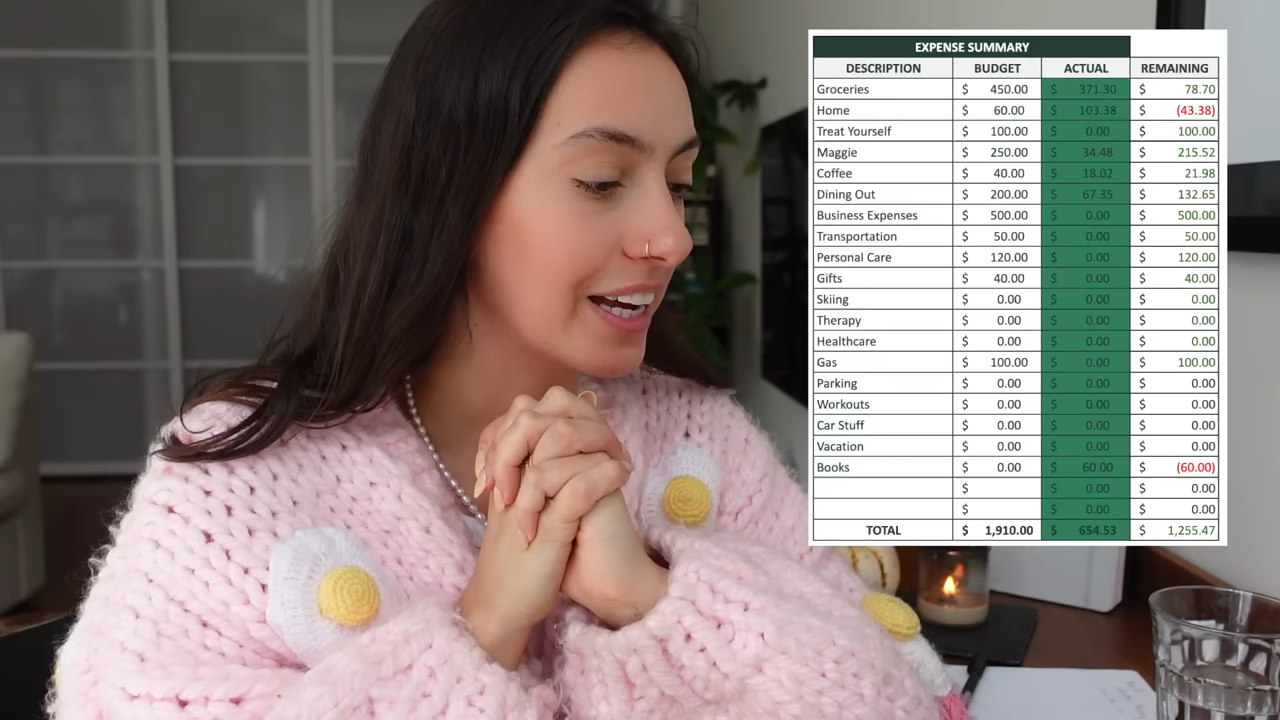 EXPENSE SUMMARY
DESCRIPTION BUDGET ACTUAL REMAINING
Groceries $ 450.00 $ 371.30 $ 78.70
Home $ 60.00 $ 103.38 $ (43.38)
Treat Yourself $ 100.00 $ 0.00 $ 100.00
Maggie $ 250.00 $ 34.48 $ 215.52
Coffee $ 40.00 $ 18.02 $ 21.98
Dining Out $ 200.00 $ 67.35 $ 132.65
Business Expenses $ 500.00 $ 0.00 $ 500.00
Transportation $ 50.00 $ 0.00 $ 50.00
Personal Care $ 120.00 $ 0.00 $ 120.00
Gifts $ 40.00 $ 0.00 $ 40.00
Skiing $ 0.00 $ 0.00 $ 0.00
Therapy $ 0.00 $ 0.00 $ 0.00
Healthcare $ 0.00 $ 0.00 $ 0.00
Gas $ 100.00 $ 0.00 $ 100.00
Parking $ 0.00 $ 0.00 $ 0.00
Workouts $ 0.00 $ 0.00 $ 0.00
Car Stuff $ 0.00 $ 0.00 $ 0.00
Vacation $ 0.00 $ 0.00 $ 0.00
Books $ 0.00 $ 60.00 $ (60.00)
$ $ 0.00 $ 0.00
$ $ 0.00 $ 0.00
TOTAL $ 1,910.00 $ 654.53 $ 1,255.47